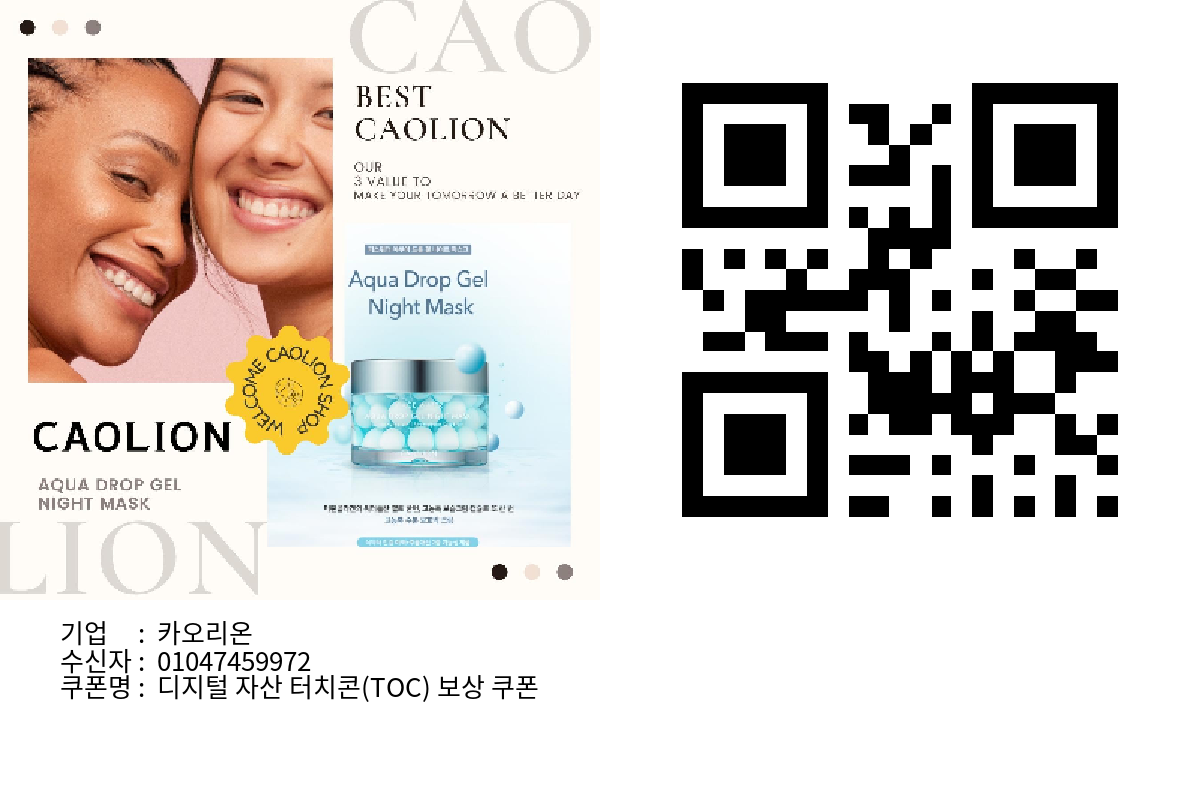 CAO
BEST
CAOLION
OUR
3 VALUE TO
MAKE YOUR TOMORROW A BETTER DAY
Aqua Drop Gel
Night Mask
WELCOME CAOLION SHOP
CAOLION
AQUA DROP GEL
NIGHT MASK
LION
기업 : 카오리온
수신자 : 01047459972
쿠폰명 : 디지털 자산 터치콘(TOC) 보상 쿠폰